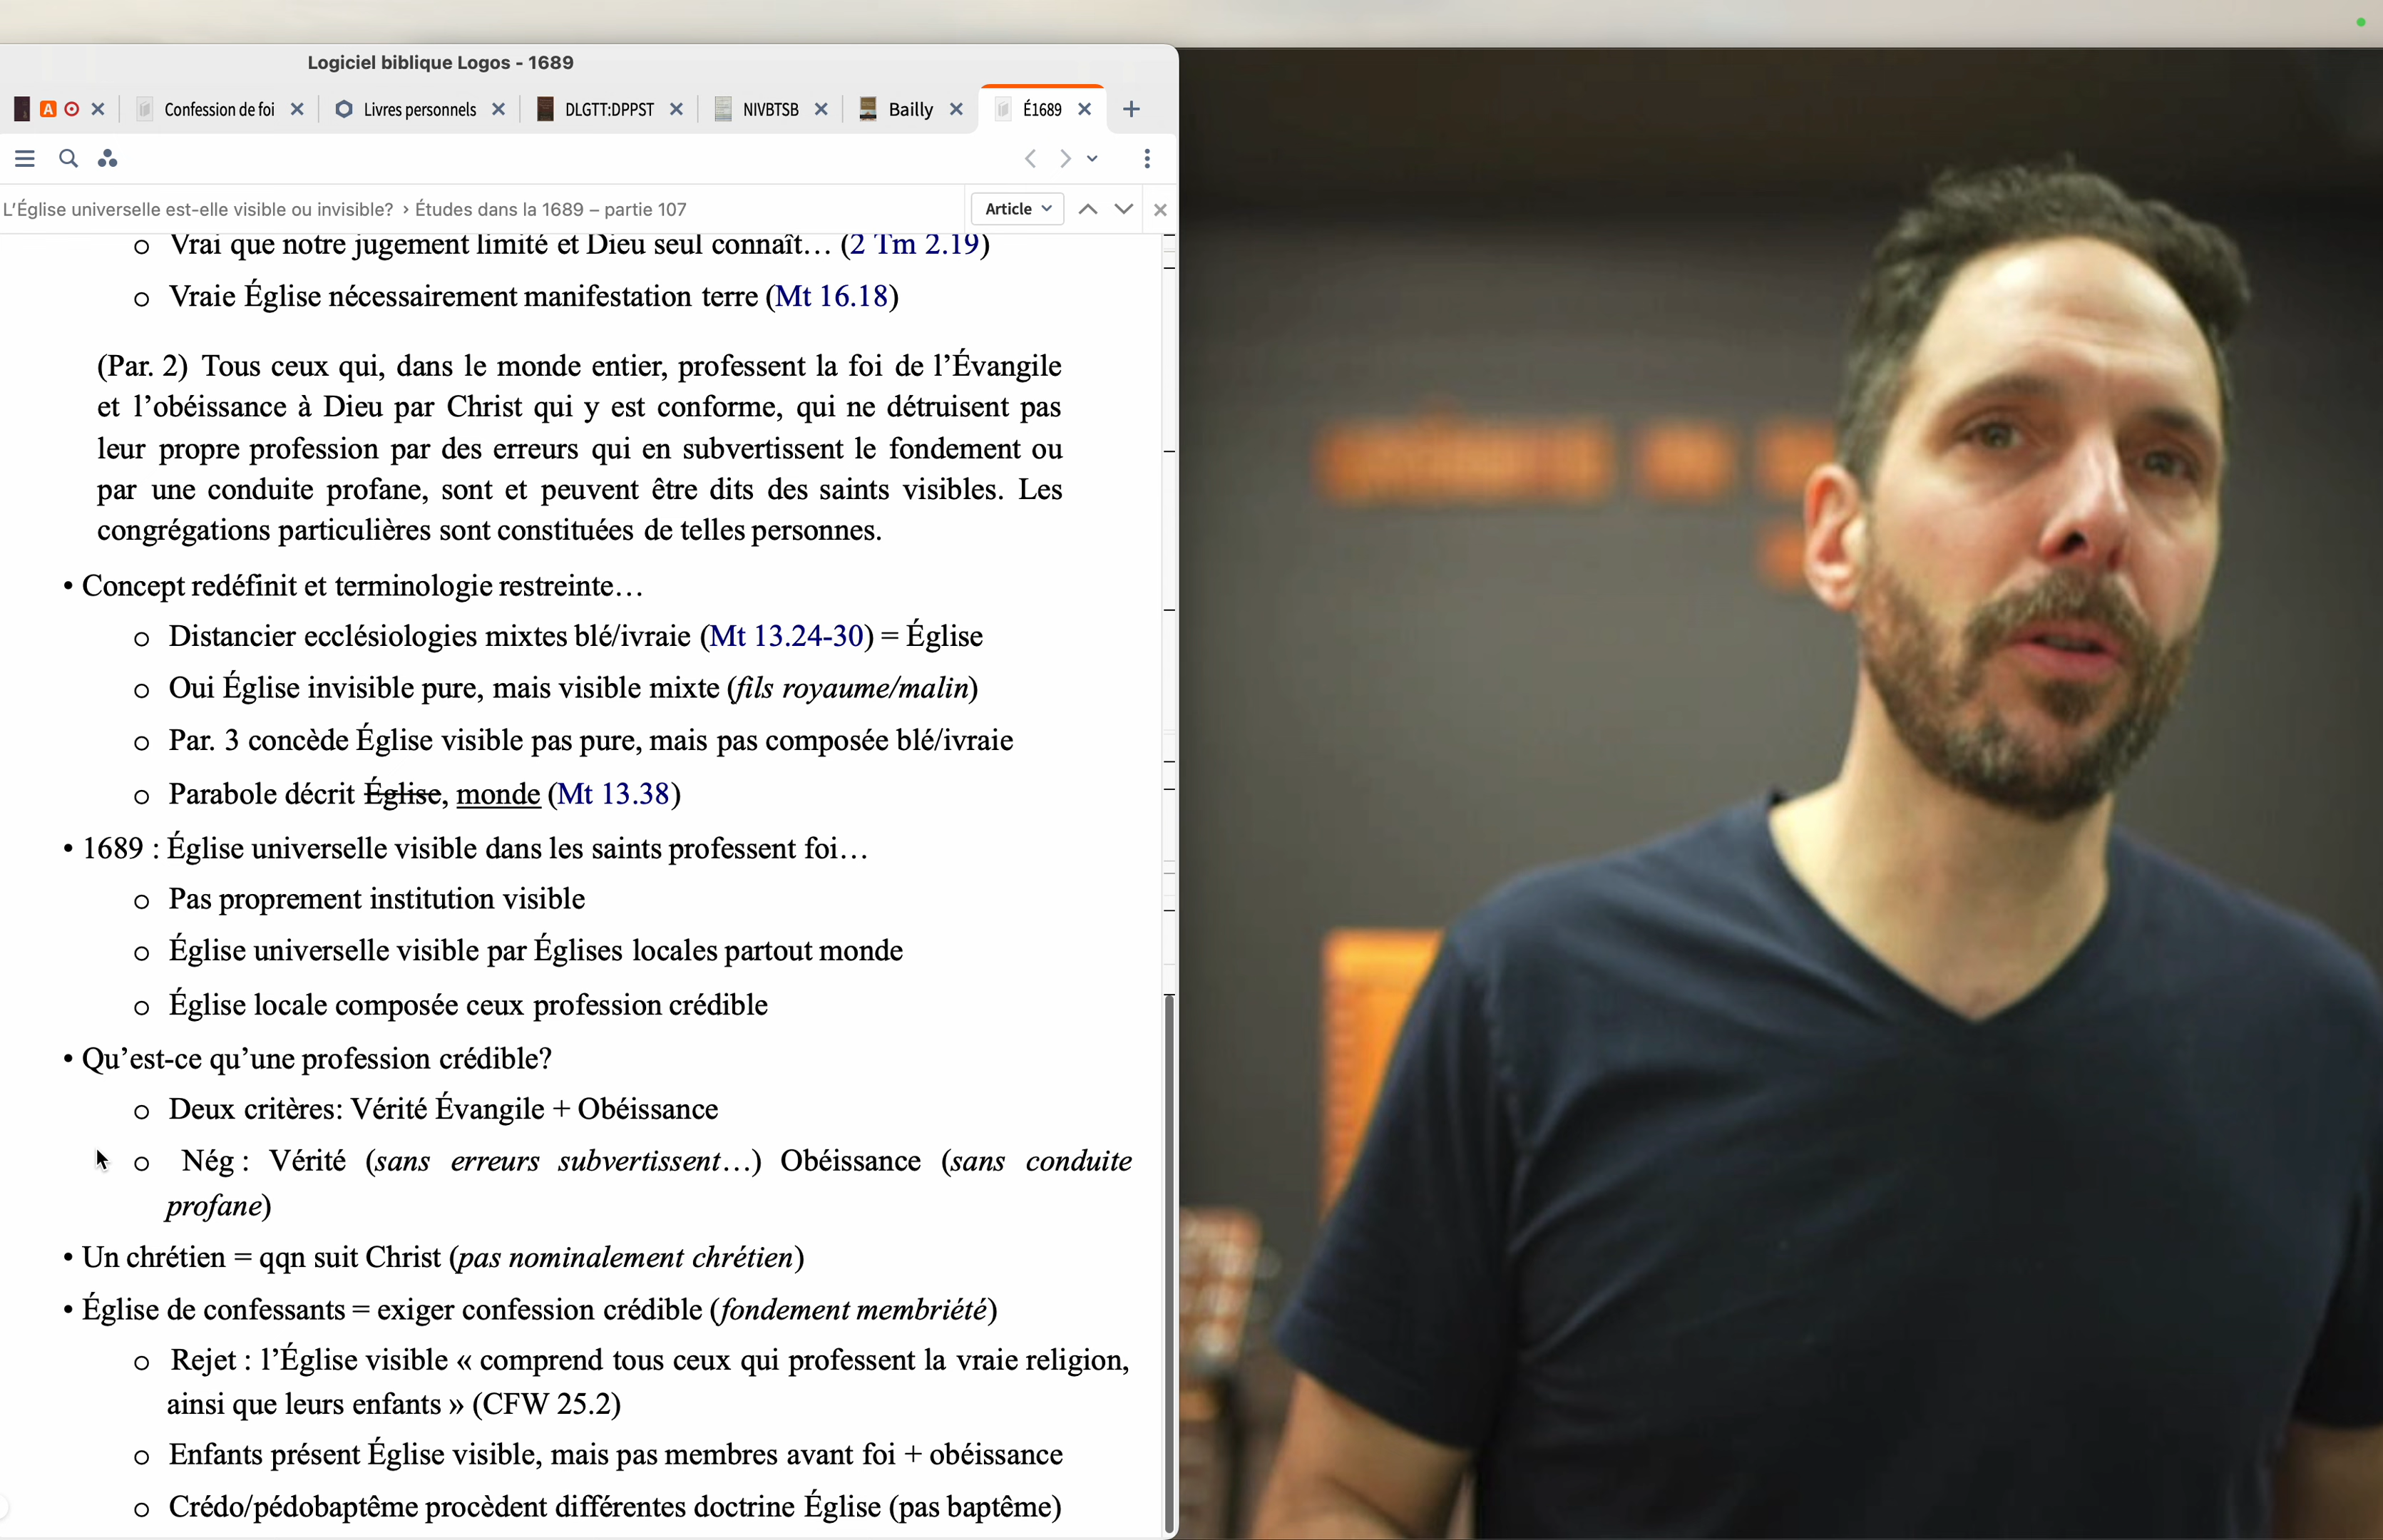 Logiciel biblique Logos - 1689
A
Confession de foi
Livres personnels
DLGTT:DPPST
NIVBTSB
Bailly
É1689
L’Église universelle est-elle visible ou invisible? › Études dans la 1689 – partie 107
Article
o Vrai que notre jugement limité et Dieu seul connaît… (2 Tm 2.19)
o Vraie Église nécessairement manifestation terre (Mt 16.18)
(Par. 2) Tous ceux qui, dans le monde entier, professent la foi de l’Évangile
et l’obéissance à Dieu par Christ qui y est conforme, qui ne détruisent pas
leur propre profession par des erreurs qui en subvertissent le fondement ou
par une conduite profane, sont et peuvent être dits des saints visibles. Les
congrégations particulières sont constituées de telles personnes.
• Concept redéfinit et terminologie restreinte…
o Distancier ecclésiologies mixtes blé/ivraie (Mt 13.24-30) = Église
o Oui Église invisible pure, mais visible mixte (fils royaume/malin)
o Par. 3 concède Église visible pas pure, mais pas composée blé/ivraie
o Parabole décrit Église, monde (Mt 13.38)
• 1689 : Église universelle visible dans les saints professent foi…
o Pas proprement institution visible
o Église universelle visible par Églises locales partout monde
o Église locale composée ceux profession crédible
• Qu’est-ce qu’une profession crédible?
o Deux critères: Vérité Évangile + Obéissance
o Nég : Vérité (sans erreurs subvertissent…) Obéissance (sans conduite
profane)
• Un chrétien = qqn suit Christ (pas nominalement chrétien)
• Église de confessants = exiger confession crédible (fondement membriété)
o Rejet : l’Église visible « comprend tous ceux qui professent la vraie religion,
ainsi que leurs enfants » (CFW 25.2)
o Enfants présent Église visible, mais pas membres avant foi + obéissance
o Crédo/pédobaptême procèdent différentes doctrine Église (pas baptême)